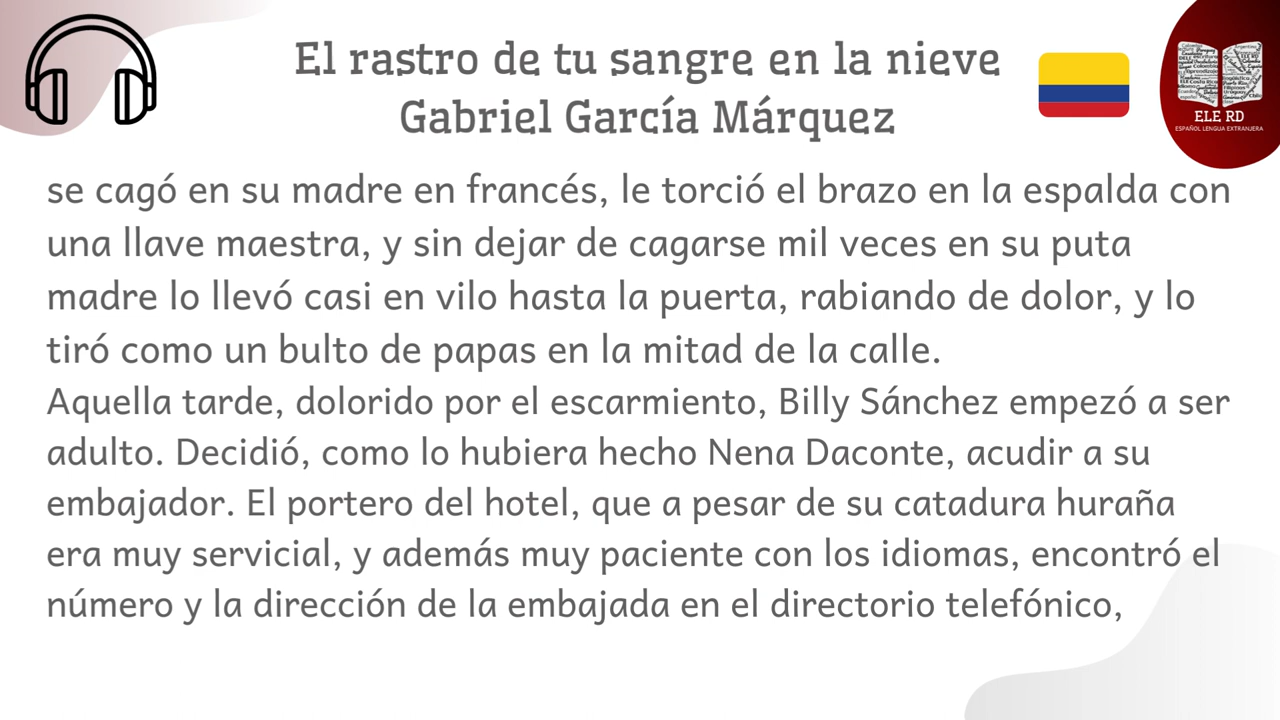 El rastro de tu sangre en la nieve
Gabriel García Márquez
ELE RD
ESPAÑOL LENGUA EXTRANJERA
se cagó en su madre en francés, le torció el brazo en la espalda con
una llave maestra, y sin dejar de cagarse mil veces en su puta
madre lo llevó casi en vilo hasta la puerta, rabiando de dolor, y lo
tiró como un bulto de papas en la mitad de la calle.
Aquella tarde, dolorido por el escarmiento, Billy Sánchez empezó a ser
adulto. Decidió, como lo hubiera hecho Nena Daconte, acudir a su
embajador. El portero del hotel, que a pesar de su catadura huraña
era muy servicial, y además muy paciente con los idiomas, encontró el
número y la dirección de la embajada en el directorio telefónico,